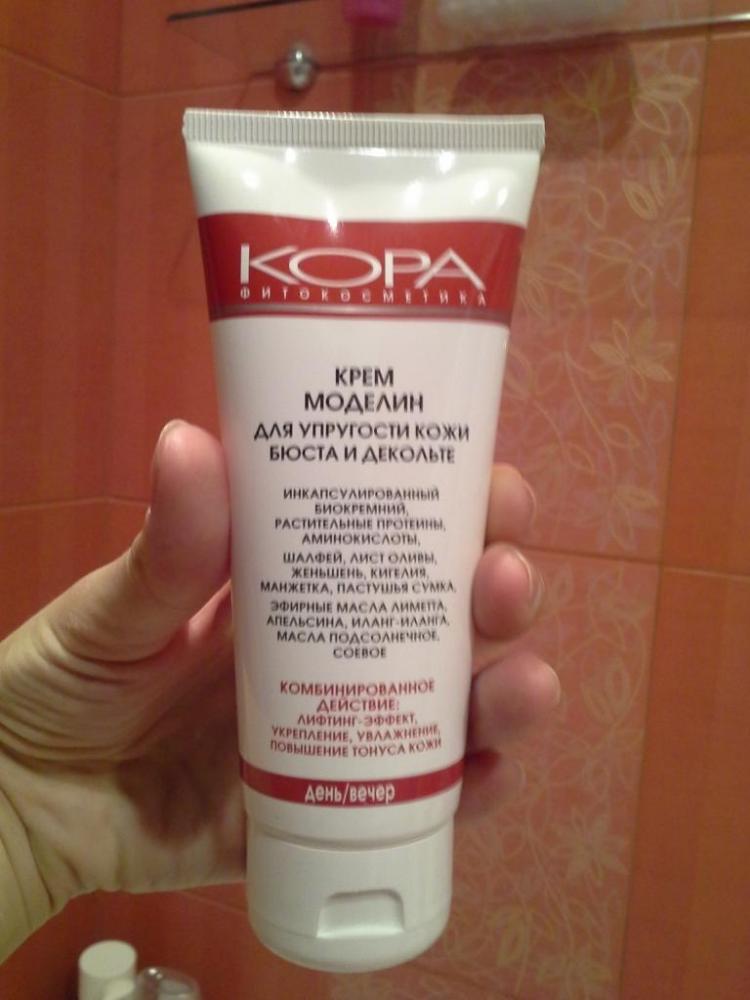 КОРА
ФИТОКОСМЕТИКА
КРЕМ
МОДЕЛИН
ДЛЯ УПРУГОСТИ КОЖИ
БЮСТА И ДЕКОЛЬТЕ
ИНКАПСУЛИРОВАННЫЙ
БИОКРЕМНИЙ,
РАСТИТЕЛЬНЫЕ ПРОТЕИНЫ,
АМИНОКИСЛОТЫ,
ШАЛФЕЙ, ЛИСТ ОЛИВЫ,
ЖЕНЬШЕНЬ, КИГЕЛИЯ,
МАНЖЕТКА, ПАСТУШЬЯ СУМКА,
ЭФИРНЫЕ МАСЛА ЛИМЕТТА,
АПЕЛЬСИНА, ИЛАНГ-ИЛАНГА,
МАСЛА ПОДСОЛНЕЧНОЕ,
СОЕВОЕ
КОМБИНИРОВАННОЕ
ДЕЙСТВИЕ:
ЛИФТИНГ-ЭФФЕКТ,
УКРЕПЛЕНИЕ, УВЛАЖНЕНИЕ,
ПОВЫШЕНИЕ ТОНУСА КОЖИ
день/вечер